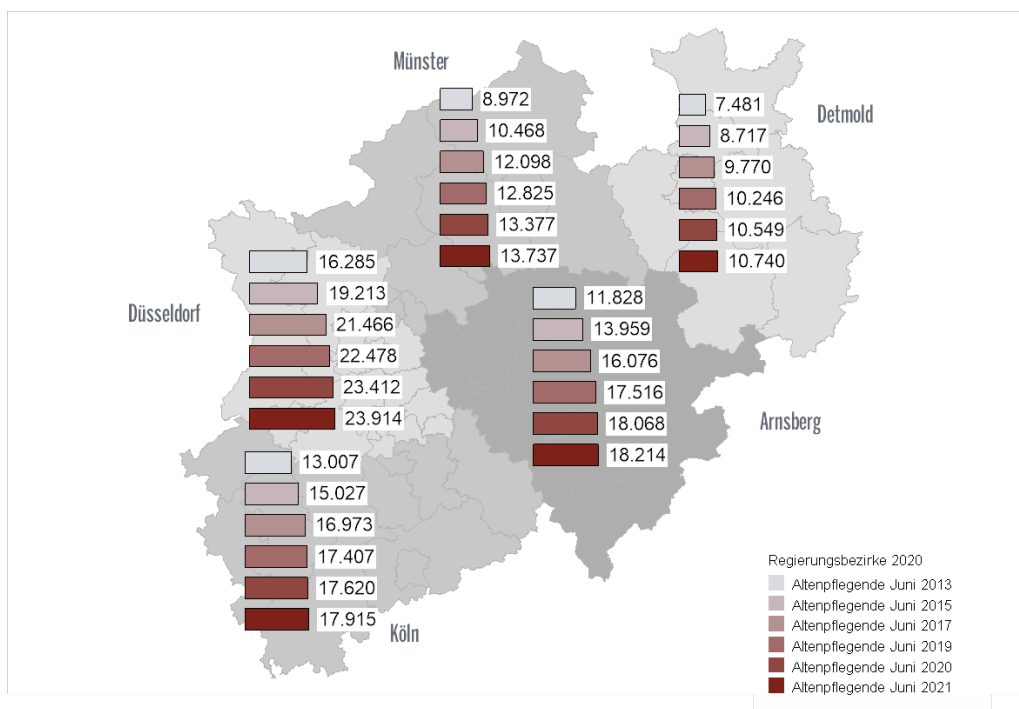 Münster
8.972
10.468
12.098
12.825
13.377
13.737
Detmold
7.481
8.717
9.770
10.246
10.549
10.740
Düsseldorf
16.285
19.213
21.466
22.478
23.412
23.914
Arnsberg
11.828
13.959
16.076
17.516
18.068
18.214
Köln
13.007
15.027
16.973
17.407
17.620
17.915
Regierungsbezirke 2020
Altenpflegende Juni 2013
Altenpflegende Juni 2015
Altenpflegende Juni 2017
Altenpflegende Juni 2019
Altenpflegende Juni 2020
Altenpflegende Juni 2021